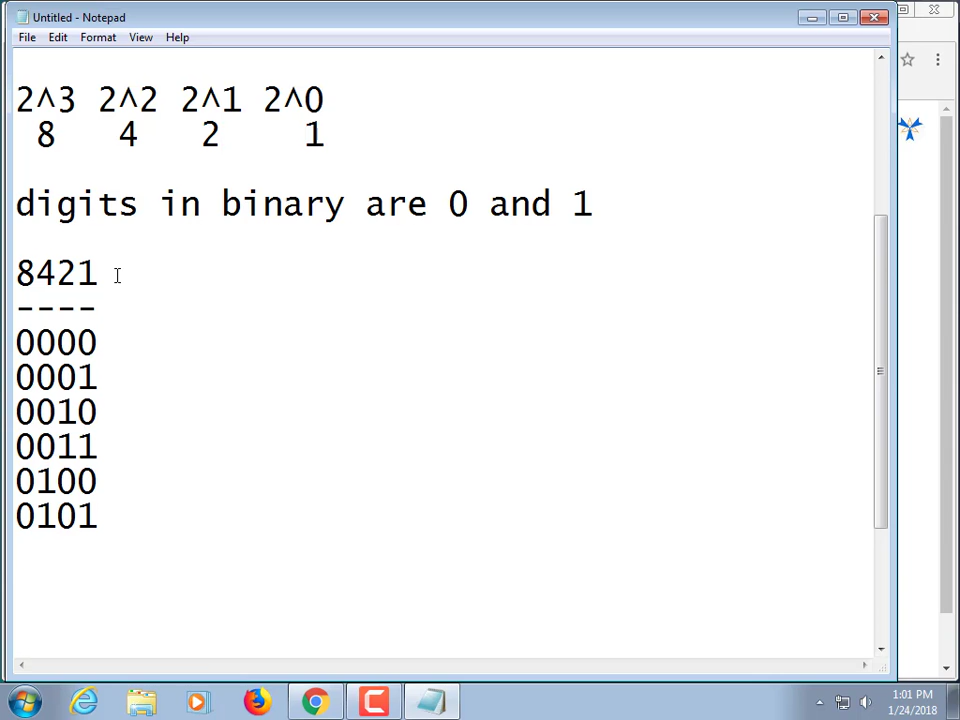 Untitled - Notepad
File Edit Format View Help
2^3 2^2 2^1 2^0
8 4 2 1
digits in binary are 0 and 1
8421
----
0000
0001
0010
0011
0100
0101
1:01 PM
1/24/2018